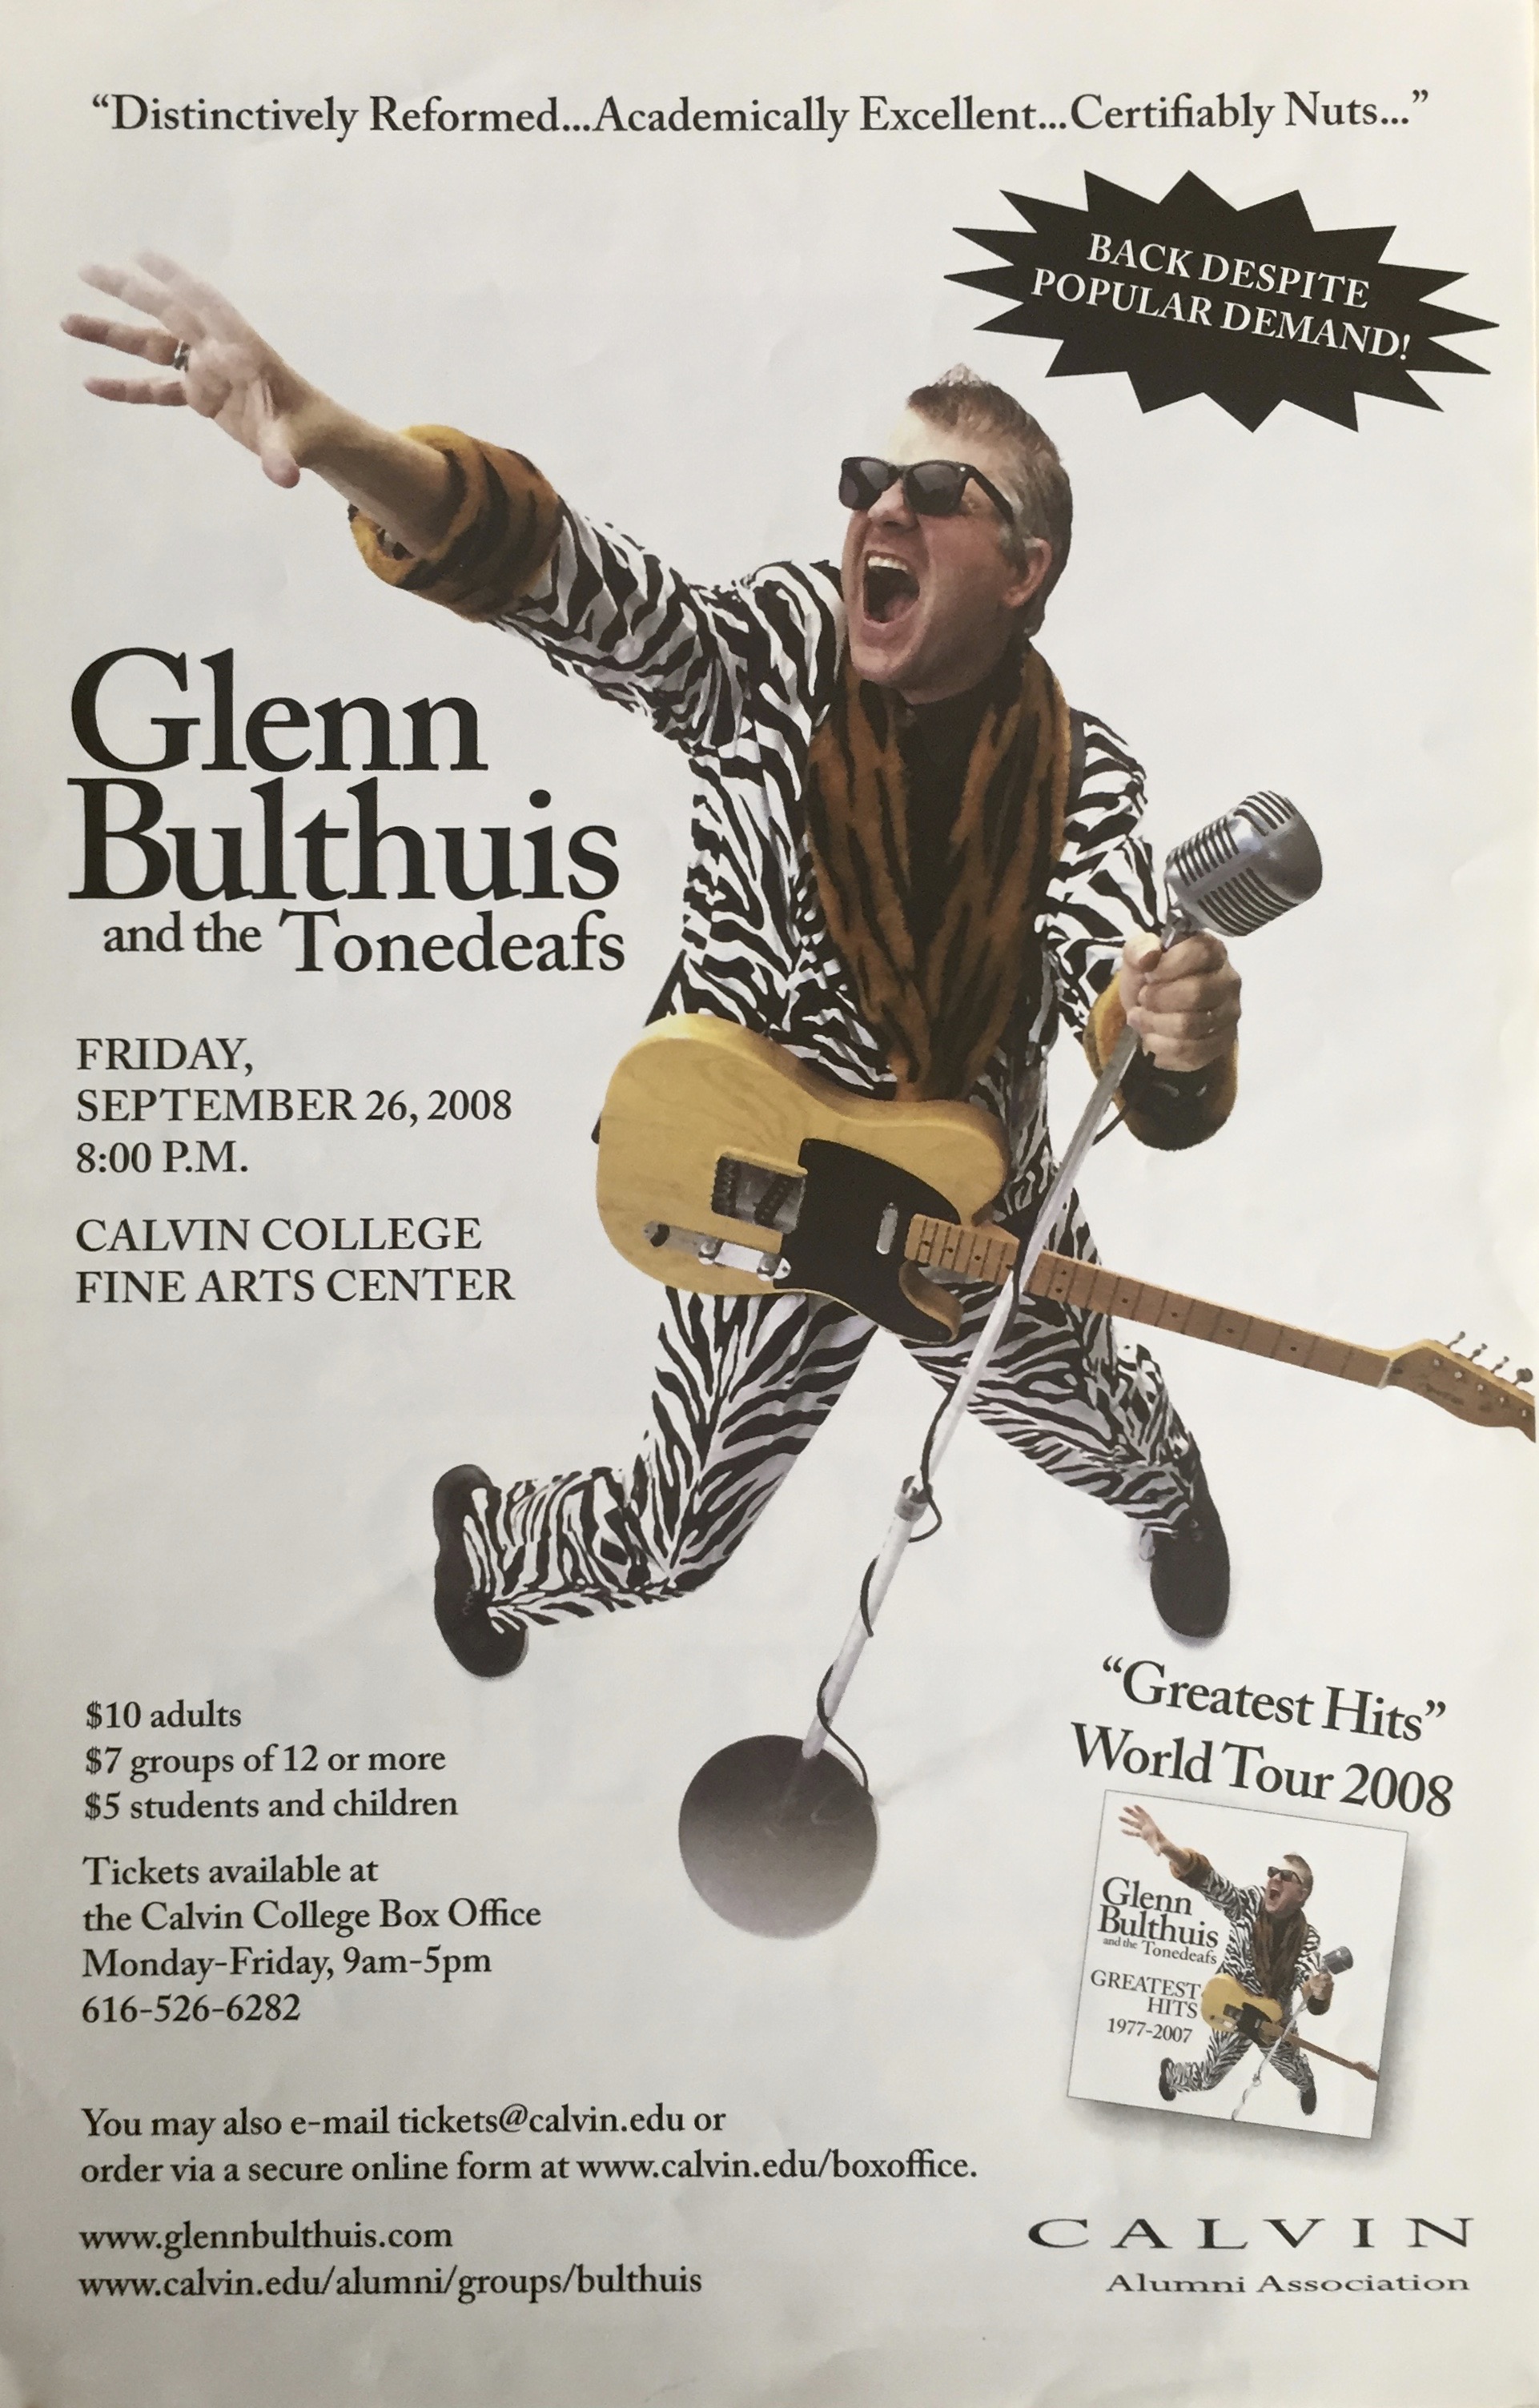 “Distinctively Reformed...Academically Excellent...Certifiably Nuts...”
BACK DESPITE
POPULAR DEMAND!
Glenn
Bulthuis
and the Tonedeafs
FRIDAY,
SEPTEMBER 26, 2008
8:00 P.M.
CALVIN COLLEGE
FINE ARTS CENTER
$10 adults
$7 groups of 12 or more
$5 students and children
Tickets available at
the Calvin College Box Office
Monday-Friday, 9am-5pm
616-526-6282
“Greatest Hits”
World Tour 2008
Glenn
Bulthuis
and the Tonedeafs
GREATEST
HITS
1977-2007
You may also e-mail tickets@calvin.edu or
order via a secure online form at www.calvin.edu/boxoffice.
www.glennbulthuis.com
www.calvin.edu/alumni/groups/bulthuis
CALVIN
Alumni Association